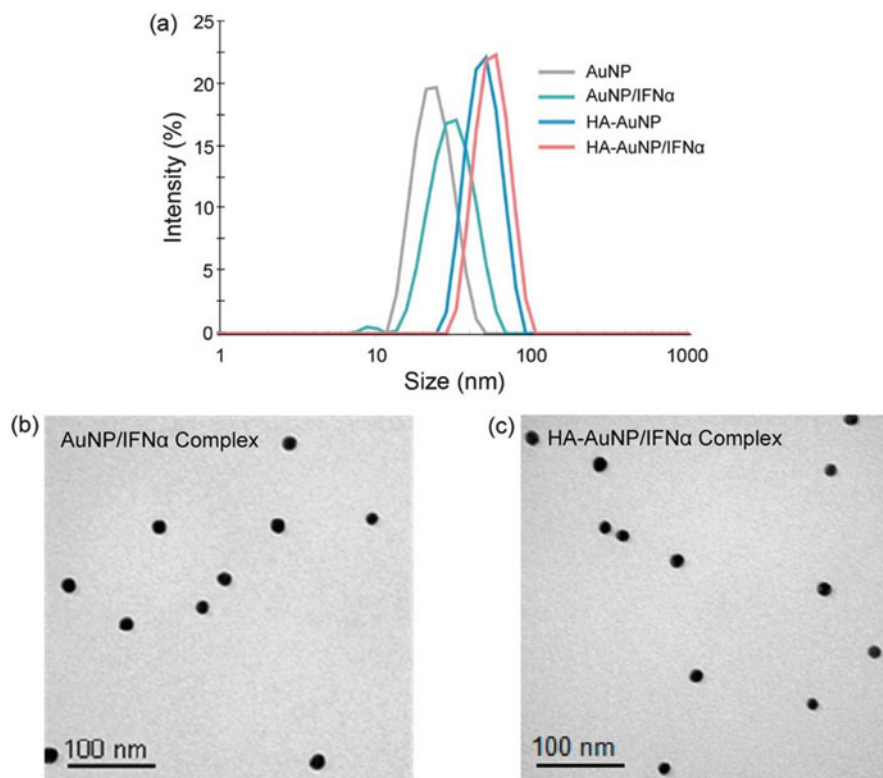 (a)
25
20
15
10
5
0
Intensity (%)
1
10
100
1000
Size (nm)
AuNP
AuNP/IFNα
HA-AuNP
HA-AuNP/IFNα
(b)
AuNP/IFNα Complex
100 nm
(c)
HA-AuNP/IFNα Complex
100 nm